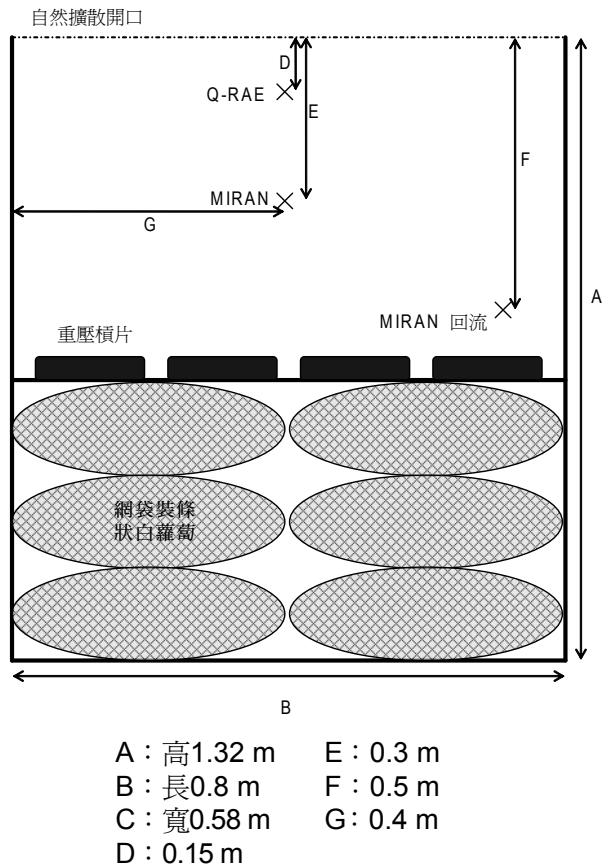 自然擴散開口
D
Q-RAE
E
F
MIRAN
G
A
MIRAN 回流
重壓槓片
網袋裝條
狀白蘿蔔
B
A：高1.32 m
E：0.3 m
B：長0.8 m
F：0.5 m
C：寬0.58 m
G：0.4 m
D：0.15 m